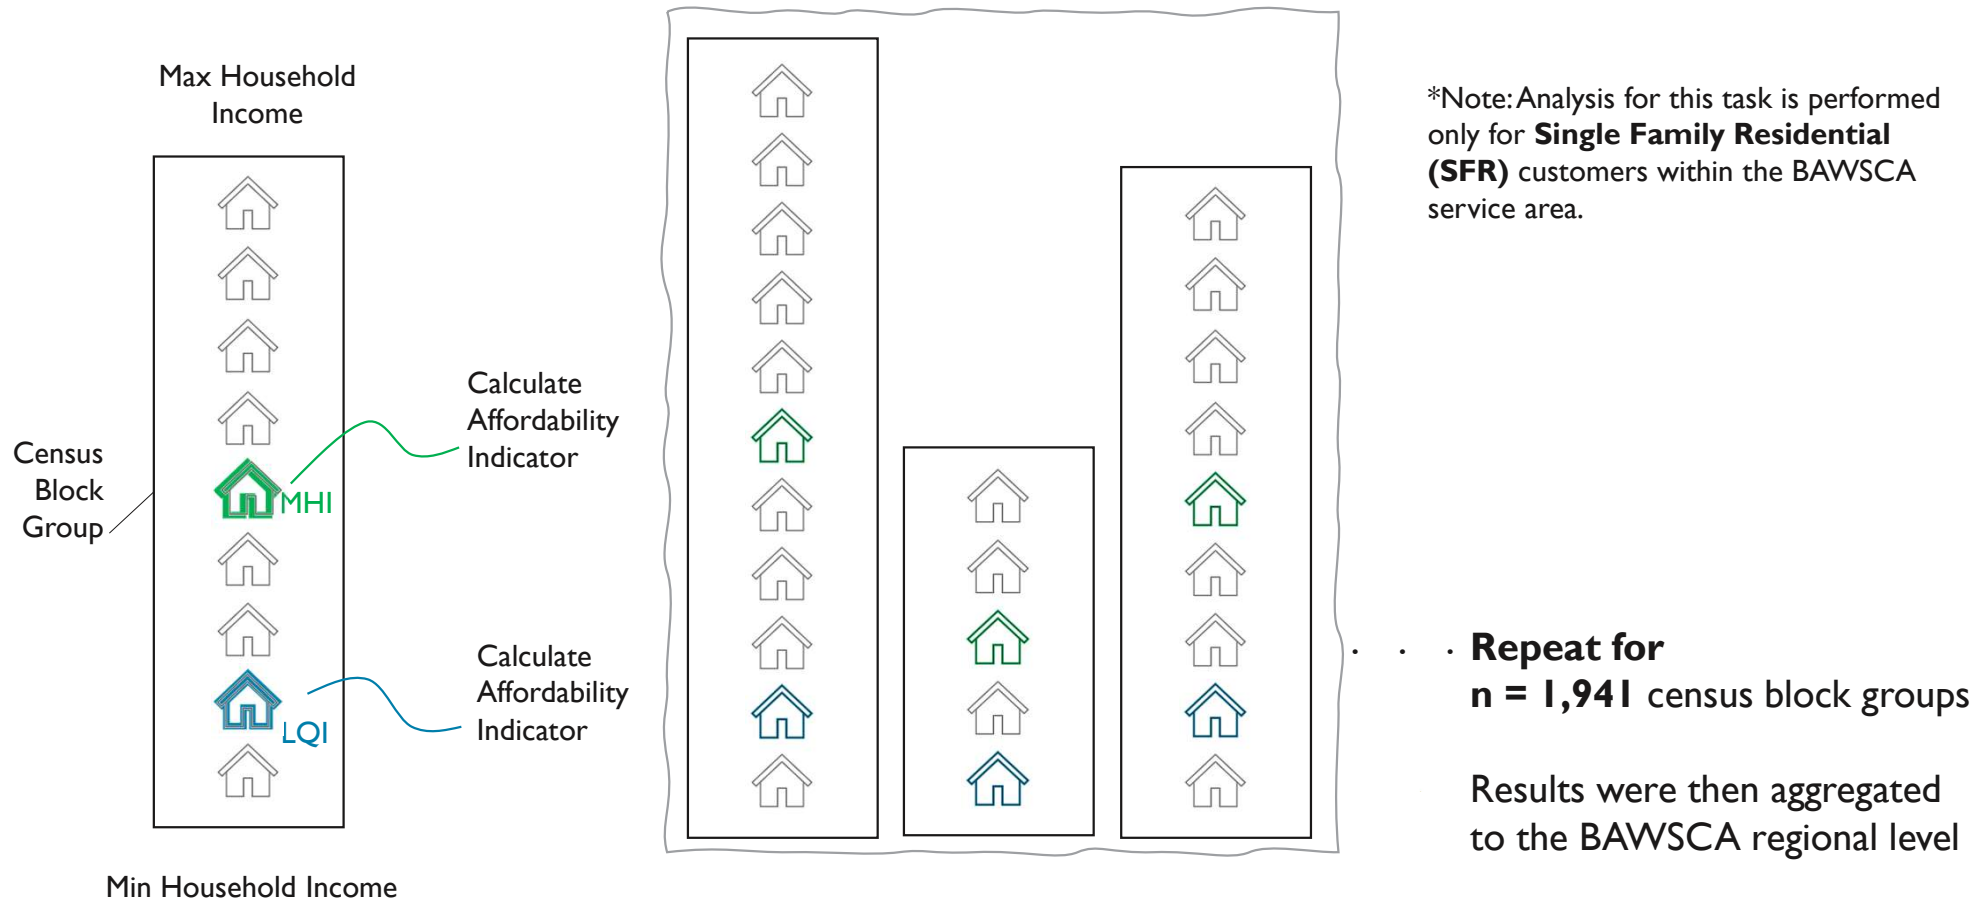 Max Household
Income
Census
Block
Group
MHI
Calculate
Affordability
Indicator
LQI
Calculate
Affordability
Indicator
Min Household Income
*Note: Analysis for this task is performed
only for Single Family Residential
(SFR) customers within the BAWSCA
service area.
. . . Repeat for
n = 1,941 census block groups
Results were then aggregated
to the BAWSCA regional level